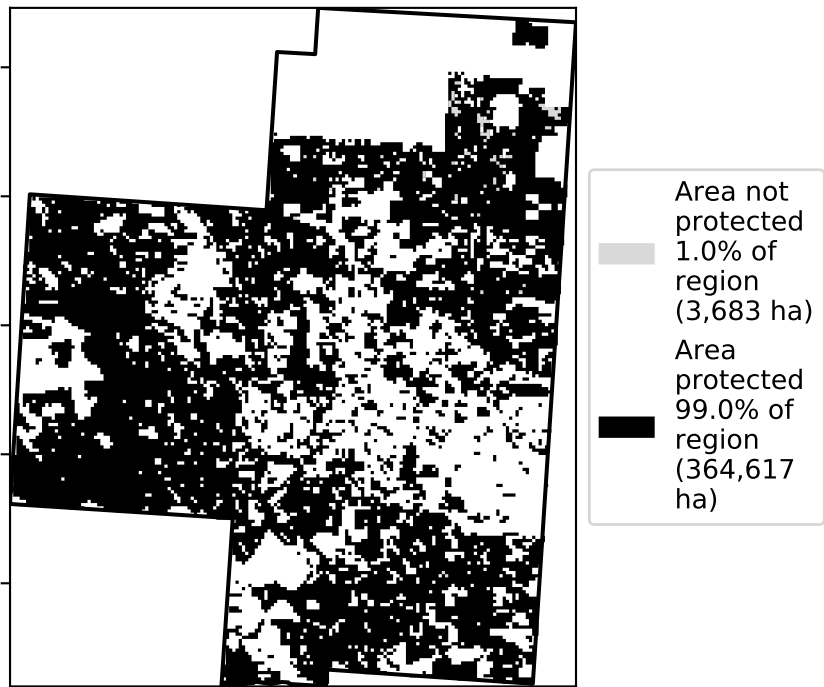 Area not
protected
1.0% of
region
(3,683 ha)
Area
protected
99.0% of
region
(364,617
ha)